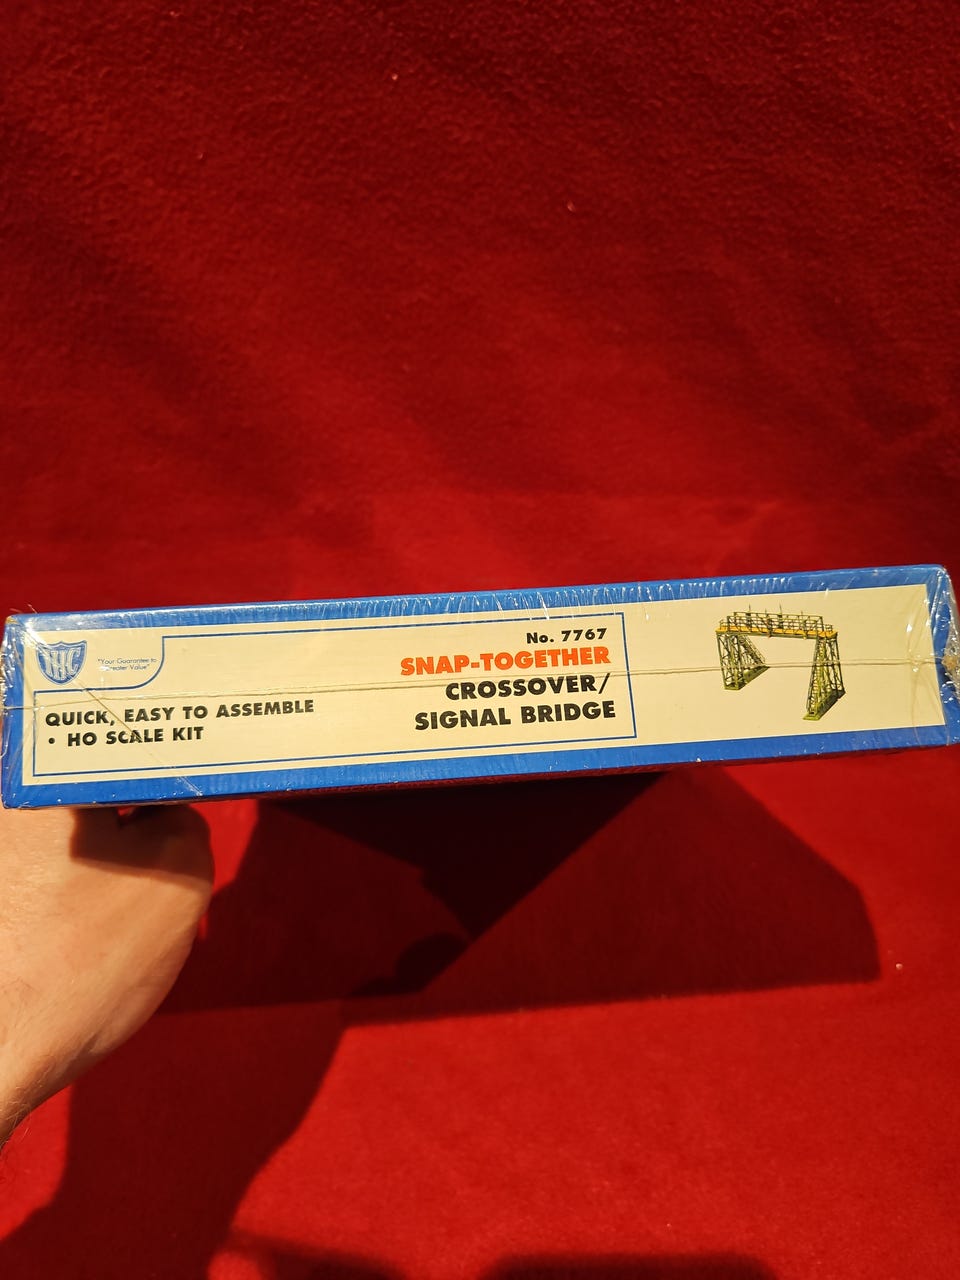 IHC
"Your Guarantee to
Greater Value"
QUICK, EASY TO ASSEMBLE
• HO SCALE KIT
No. 7767
SNAP-TOGETHER
CROSSOVER/
SIGNAL BRIDGE